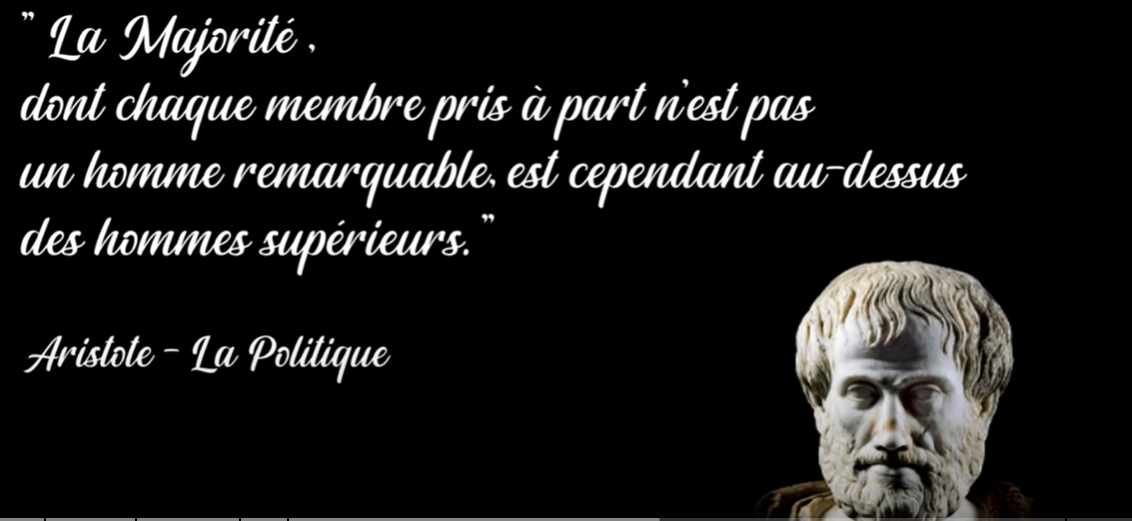 " La Majorité ,
dont chaque membre pris à part n'est pas
un homme remarquable, est cependant au-dessus
des hommes supérieurs."
Aristote - La Politique